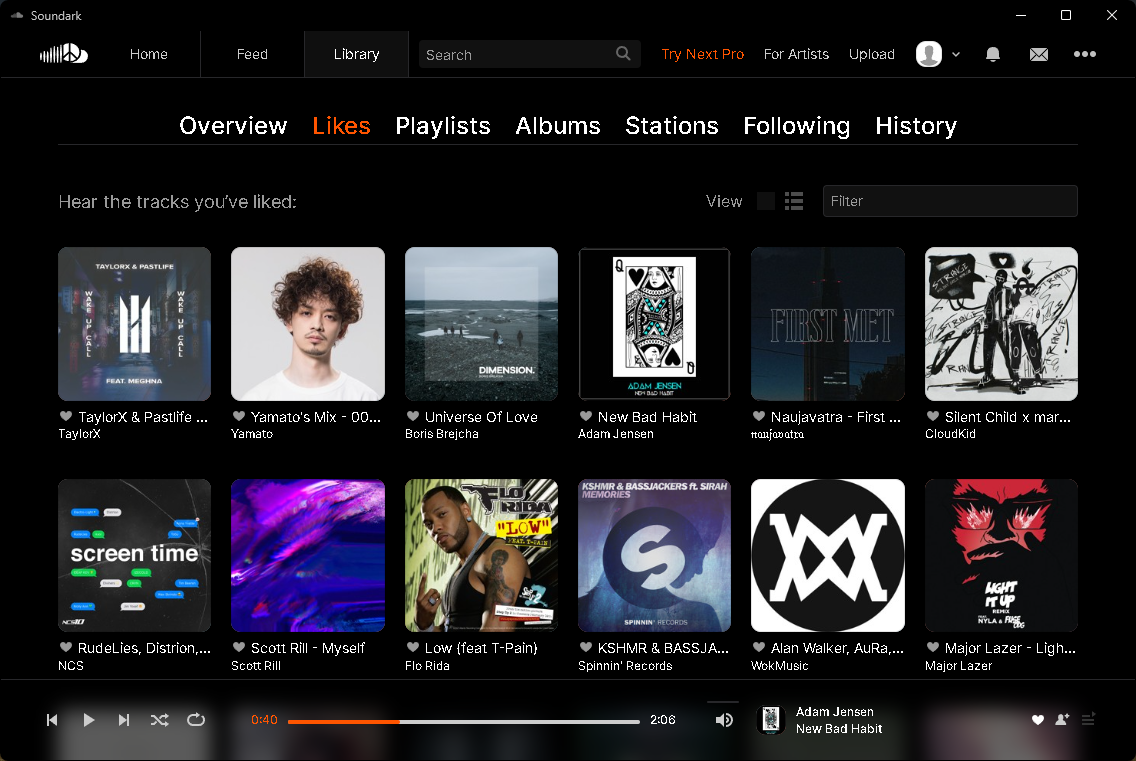 Soundark
Home
Feed
Library
Search
Try Next Pro
For Artists
Upload
Overview
Likes
Playlists
Albums
Stations
Following
History
Hear the tracks you’ve liked:
View
Filter
TAYLORX & PASTLIFE
WAKE UP CALL
WAKE UP CALL
FEAT. MEGHNA
DIMENSION.
Q
Q
ADAM JENSEN
NEW BAD HABIT
FIRST MET
STRANGE
STRANGE
TaylorX & Pastlife ...
TaylorX
Yamato's Mix - 00...
Yamato
Universe Of Love
Boris Brejcha
New Bad Habit
Adam Jensen
Naujavatra - First ...
𝔫𝔞𝔲𝔧𝔞𝔳𝔞𝔱𝔯𝔞
Silent Child x mar...
CloudKid
screen time
NCS
FLO RIDA
"LOW"
FEAT. T-PAIN
KSHMR & BASSJACKERS ft. SIRAH
MEMORIES
S
SPINNIN' RECORDS
LIGHT
IT UP
REMIX
NYLA & FUSE ODG
RudeLies, Distrion,...
NCS
Scott Rill - Myself
Scott Rill
Low (feat T-Pain)
Flo Rida
KSHMR & BASSJA...
Spinnin' Records
Alan Walker, AuRa,...
WokMusic
Major Lazer - Ligh...
Major Lazer
0:40
2:06
Adam Jensen
New Bad Habit